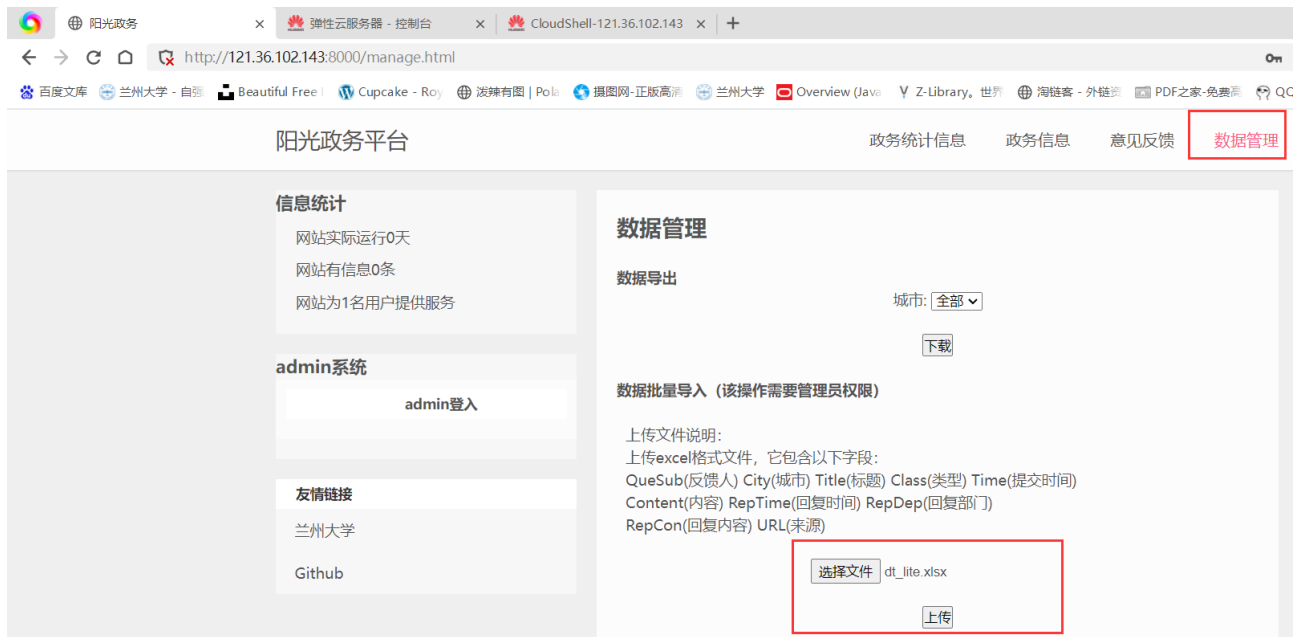 阳光政务
弹性云服务器 - 控制台
CloudShell-121.36.102.143
http://121.36.102.143:8000/manage.html
百度文库 兰州大学 - 自强 Beautiful Free Cupcake - Roy 泼辣有图 | Pola 摄图网-正版高清 兰州大学 Overview (Java Z-Library。世界 淘链客 - 外链资 PDF之家-免费高 QQ
阳光政务平台
政务统计信息 政务信息 意见反馈 数据管理
信息统计
网站实际运行0天
网站有信息0条
网站为1名用户提供服务
admin系统
admin登入
友情链接
兰州大学
Github
数据管理
数据导出
城市: 全部
下载
数据批量导入（该操作需要管理员权限）
上传文件说明：
上传excel格式文件，它包含以下字段：
QueSub(反馈人) City(城市) Title(标题) Class(类型) Time(提交时间)
Content(内容) RepTime(回复时间) RepDep(回复部门)
RepCon(回复内容) URL(来源)
选择文件 dt_lite.xlsx
上传